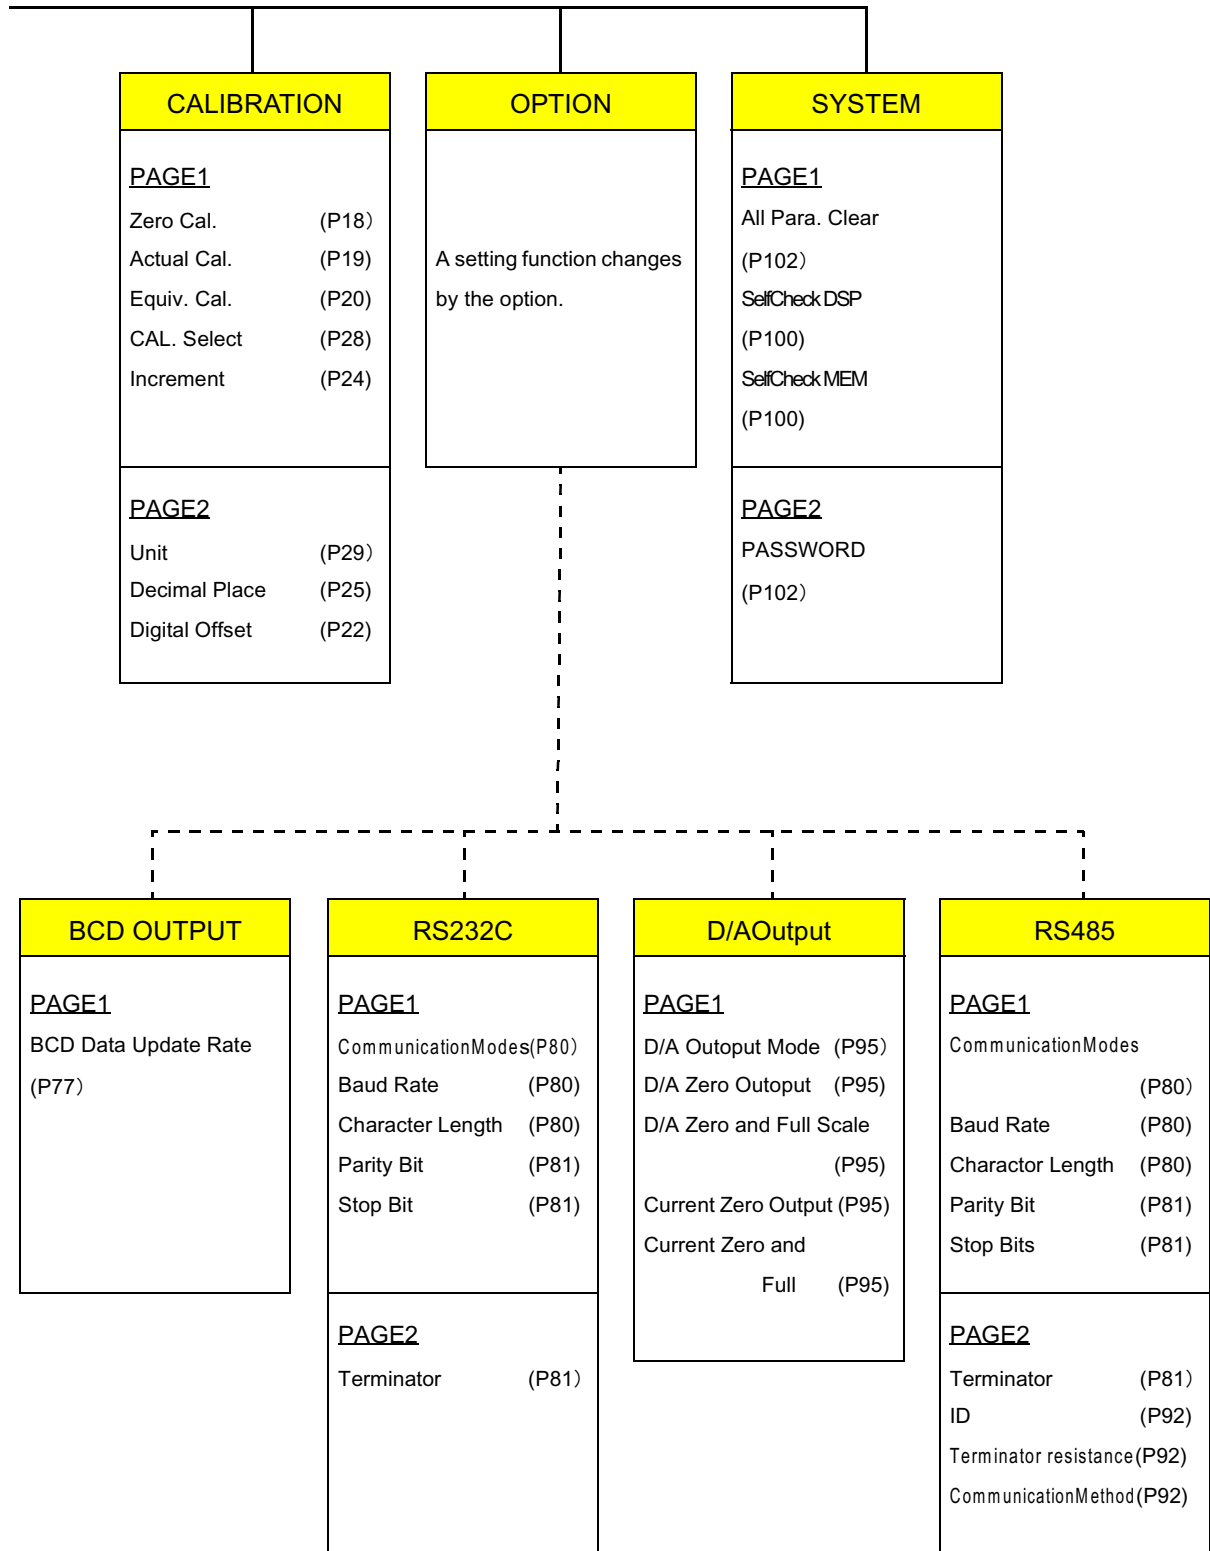 CALIBRATION
PAGE1
Zero Cal. (P18）
Actual Cal. (P19)
Equiv. Cal. (P20)
CAL. Select (P28)
Increment (P24)
PAGE2
Unit (P29）
Decimal Place (P25)
Digital Offset (P22)
OPTION
A setting function changes
by the option.
SYSTEM
PAGE1
All Para. Clear
(P102）
SelfCheck DSP
(P100)
SelfCheck MEM
(P100)
PAGE2
PASSWORD
(P102）
BCD OUTPUT
PAGE1
BCD Data Update Rate
(P77）
RS232C
PAGE1
CommunicationModes(P80）
Baud Rate (P80)
Character Length (P80)
Parity Bit (P81)
Stop Bit (P81)
PAGE2
Terminator (P81）
D/AOutput
PAGE1
D/A Outoput Mode (P95）
D/A Zero Outoput (P95)
D/A Zero and Full Scale
(P95)
Current Zero Output (P95)
Current Zero and
Full (P95)
RS485
PAGE1
CommunicationModes
(P80）
Baud Rate (P80)
Charactor Length (P80)
Parity Bit (P81)
Stop Bits (P81)
PAGE2
Terminator (P81）
ID (P92)
Terminator resistance(P92)
CommunicationMethod(P92)